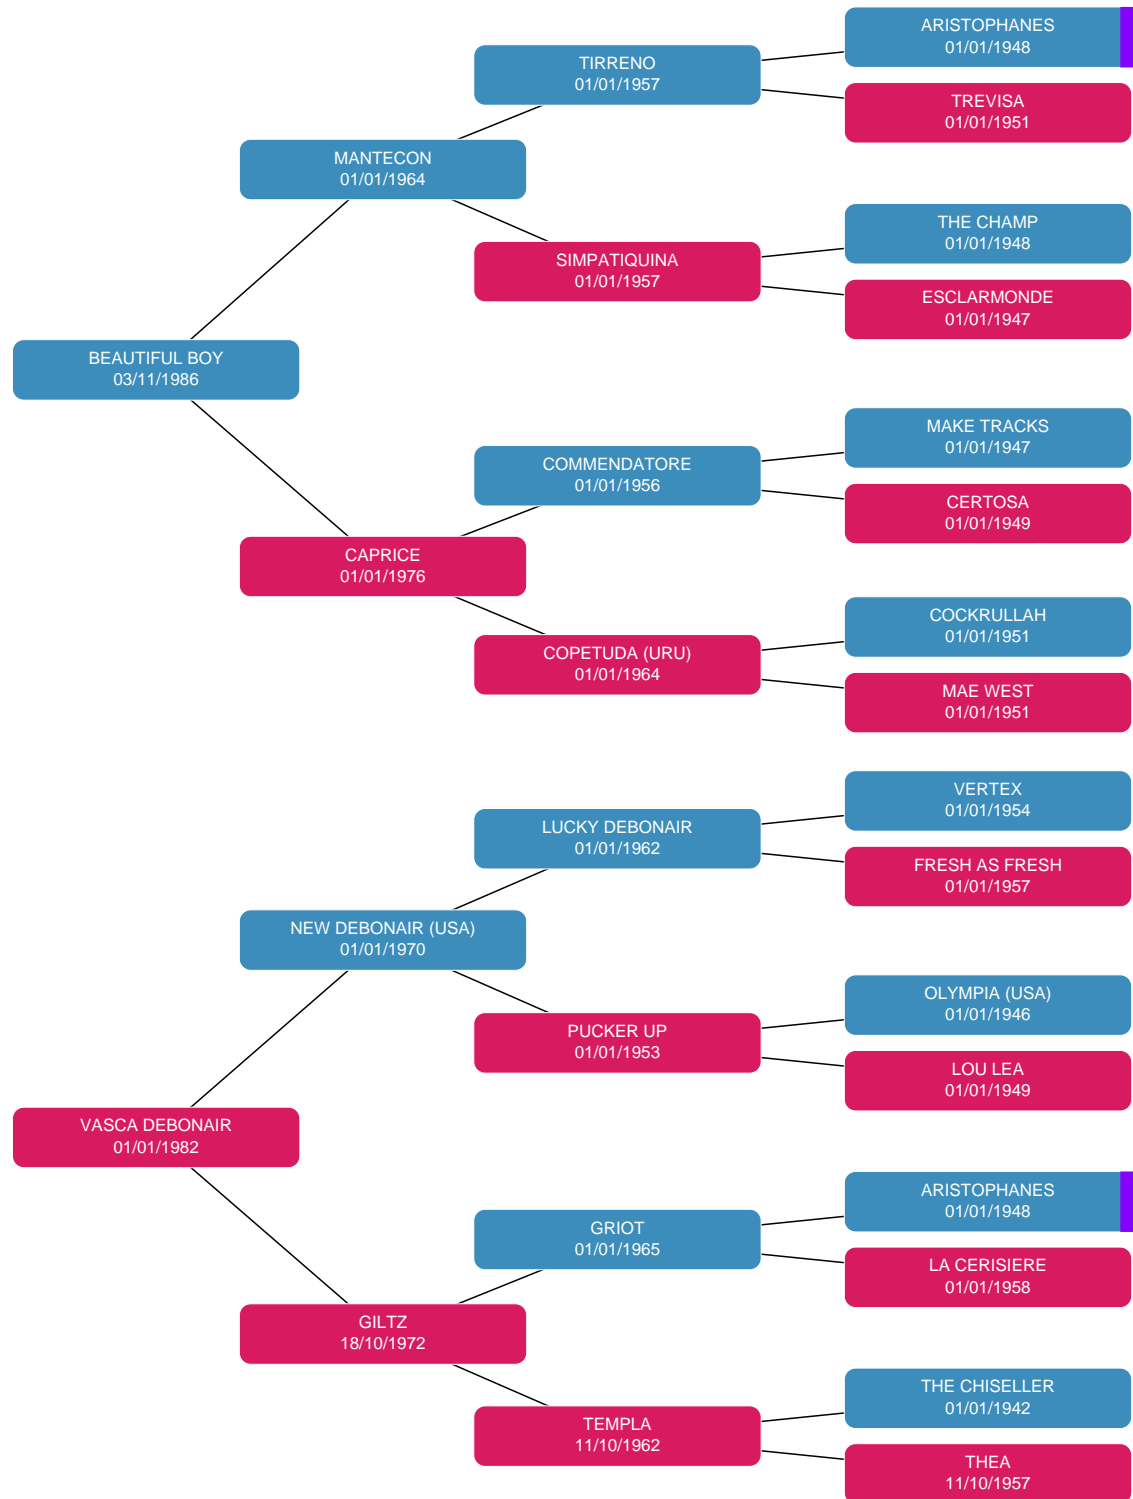 ARISTOPHANES
01/01/1948
TIRRENO
01/01/1957
TREVISA
01/01/1951
MANTECON
01/01/1964
THE CHAMP
01/01/1948
SIMPATIQUINA
01/01/1957
ESCLARMONDE
01/01/1947
BEAUTIFUL BOY
03/11/1986
MAKE TRACKS
01/01/1947
COMMENDATORE
01/01/1956
CERTOSA
01/01/1949
CAPRICE
01/01/1976
COCKRULLAH
01/01/1951
COPETUDA (URU)
01/01/1964
MAE WEST
01/01/1951
VERTEX
01/01/1954
LUCKY DEBONAIR
01/01/1962
FRESH AS FRESH
01/01/1957
NEW DEBONAIR (USA)
01/01/1970
OLYMPIA (USA)
01/01/1946
PUCKER UP
01/01/1953
LOU LEA
01/01/1949
VASCA DEBONAIR
01/01/1982
ARISTOPHANES
01/01/1948
GRIOT
01/01/1965
LA CERISIERE
01/01/1958
GILTZ
18/10/1972
THE CHISELLER
01/01/1942
TEMPLA
11/10/1962
THEA
11/10/1957